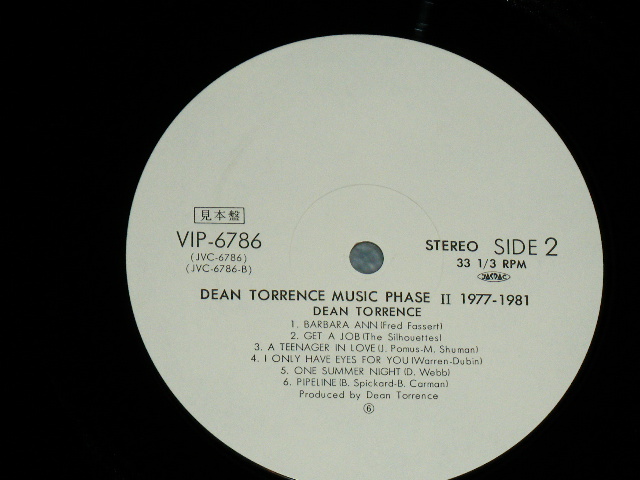 見本盤
VIP-6786
(JVC-6786)
(JVC-6786-B)
STEREO SIDE 2
33 1/3 RPM
JASRAC
DEAN TORRENCE MUSIC PHASE II 1977-1981
DEAN TORRENCE
1. BARBARA ANN (Fred Fassert)
2. GET A JOB (The Silhouettes)
3. A TEENAGER IN LOVE (J. Pomus-M. Shuman)
4. I ONLY HAVE EYES FOR YOU (Warren-Dubin)
5. ONE SUMMER NIGHT (D. Webb)
6. PIPELINE (B. Spickard-B. Carman)
Produced by Dean Torrence
⑥